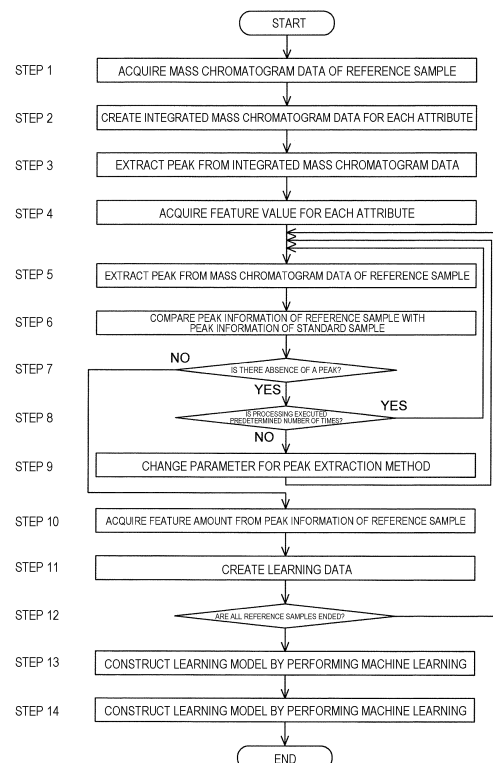 START
STEP 1
ACQUIRE MASS CHROMATOGRAM DATA OF REFERENCE SAMPLE
STEP 2
CREATE INTEGRATED MASS CHROMATOGRAM DATA FOR EACH ATTRIBUTE
STEP 3
EXTRACT PEAK FROM INTEGRATED MASS CHROMATOGRAM DATA
STEP 4
ACQUIRE FEATURE VALUE FOR EACH ATTRIBUTE
STEP 5
EXTRACT PEAK FROM MASS CHROMATOGRAM DATA OF REFERENCE SAMPLE
STEP 6
COMPARE PEAK INFORMATION OF REFERENCE SAMPLE WITH
PEAK INFORMATION OF STANDARD SAMPLE
NO
STEP 7
IS THERE ABSENCE OF A PEAK?
YES
YES
STEP 8
IS PROCESSING EXECUTED
PREDETERMINED NUMBER OF TIMES?
NO
STEP 9
CHANGE PARAMETER FOR PEAK EXTRACTION METHOD
STEP 10
ACQUIRE FEATURE AMOUNT FROM PEAK INFORMATION OF REFERENCE SAMPLE
STEP 11
CREATE LEARNING DATA
STEP 12
ARE ALL REFERENCE SAMPLES ENDED?
STEP 13
CONSTRUCT LEARNING MODEL BY PERFORMING MACHINE LEARNING
STEP 14
CONSTRUCT LEARNING MODEL BY PERFORMING MACHINE LEARNING
END